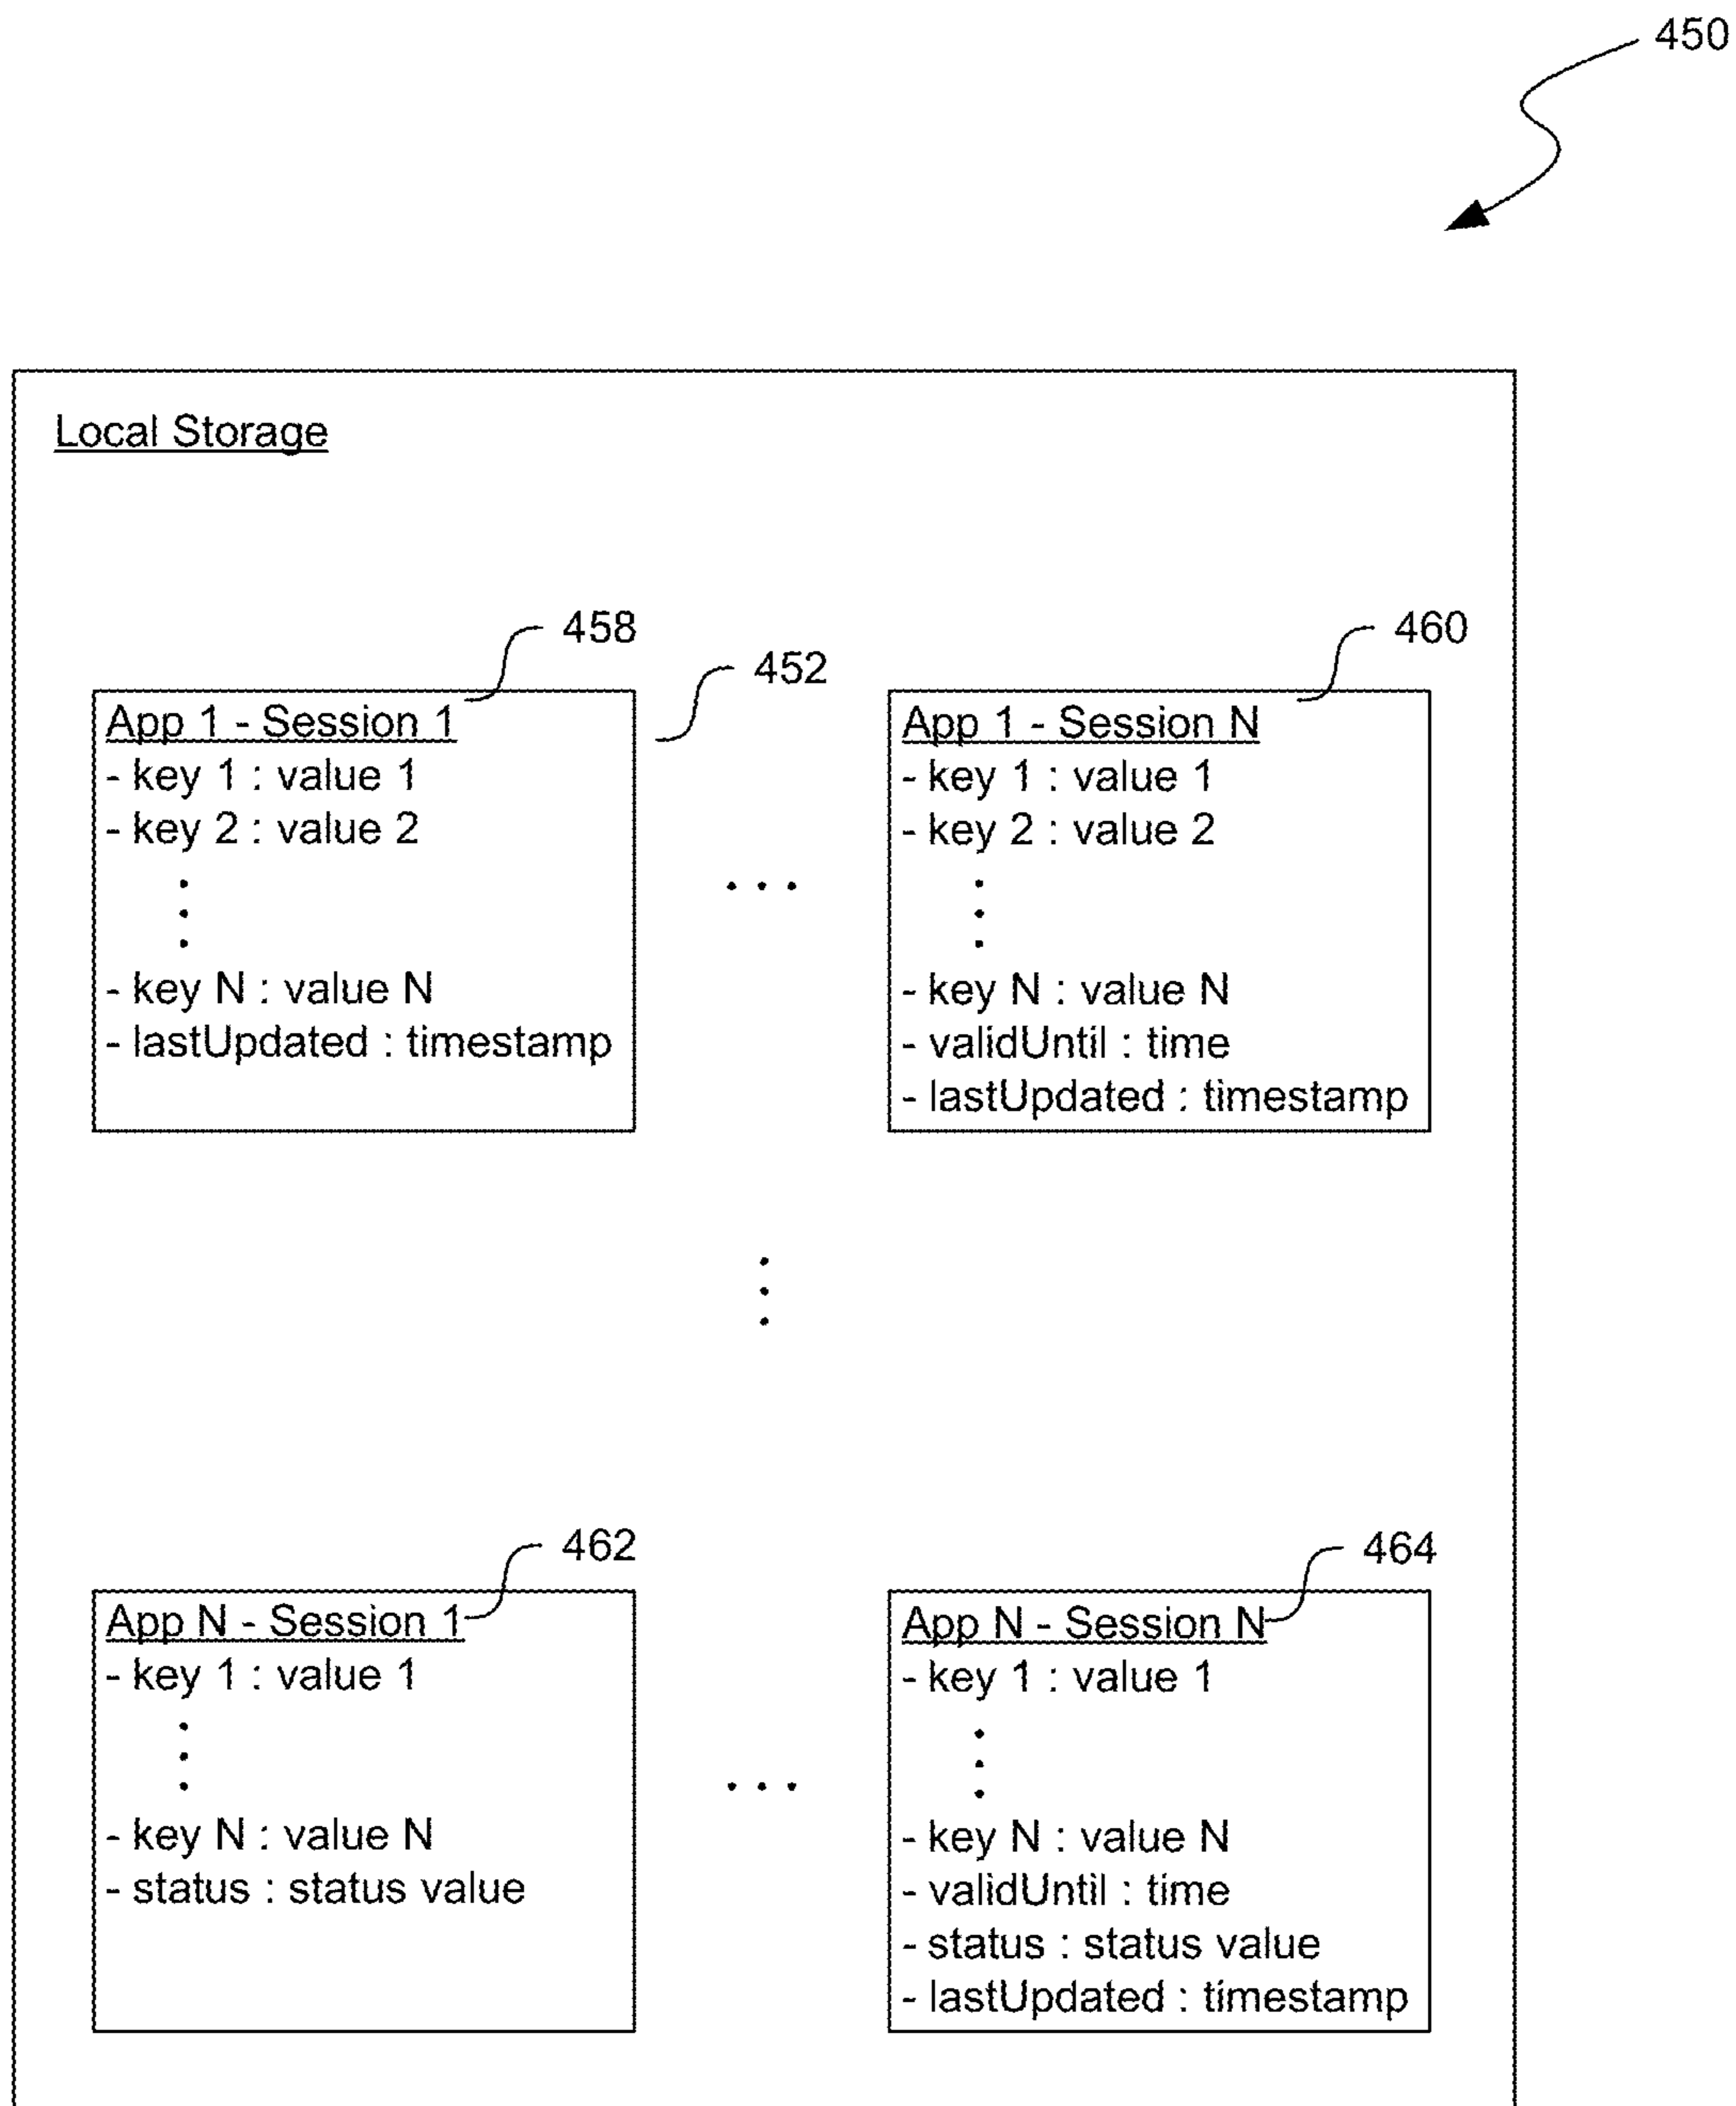 450
Local Storage
458
452
460
App 1 - Session 1
- key 1 : value 1
- key 2 : value 2
- key N : value N
- lastUpdated : timestamp
App 1 - Session N
- key 1 : value 1
- key 2 : value 2
- key N : value N
- validUntil : time
- lastUpdated : timestamp
462
464
App N - Session 1
- key 1 : value 1
- key N : value N
- status : status value
App N - Session N
- key 1 : value 1
- key N : value N
- validUntil : time
- status : status value
- lastUpdated : timestamp